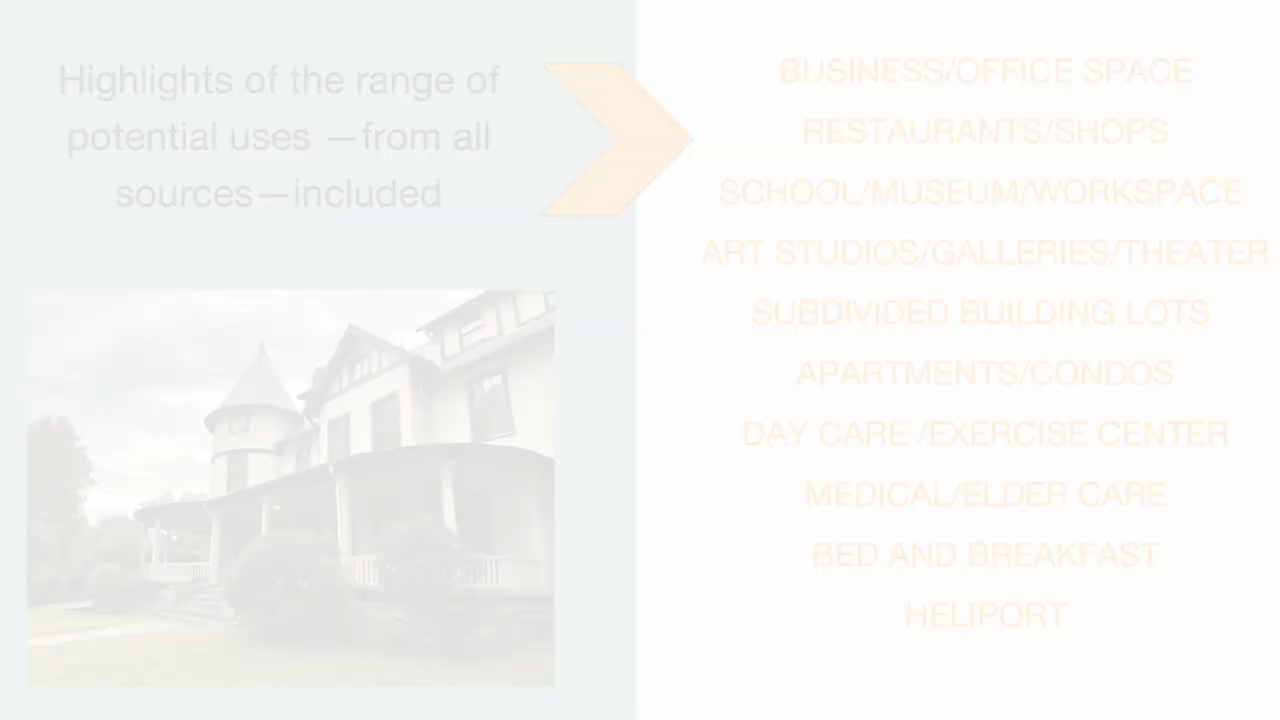 Highlights of the range of
potential uses —from all
sources—included
BUSINESS/OFFICE SPACE
RESTAURANTS/SHOPS
SCHOOL/MUSEUM/WORKSPACE
ART STUDIOS/GALLERIES/THEATER
SUBDIVIDED BUILDING LOTS
APARTMENTS/CONDOS
DAY CARE /EXERCISE CENTER
MEDICAL/ELDER CARE
BED AND BREAKFAST
HELIPORT